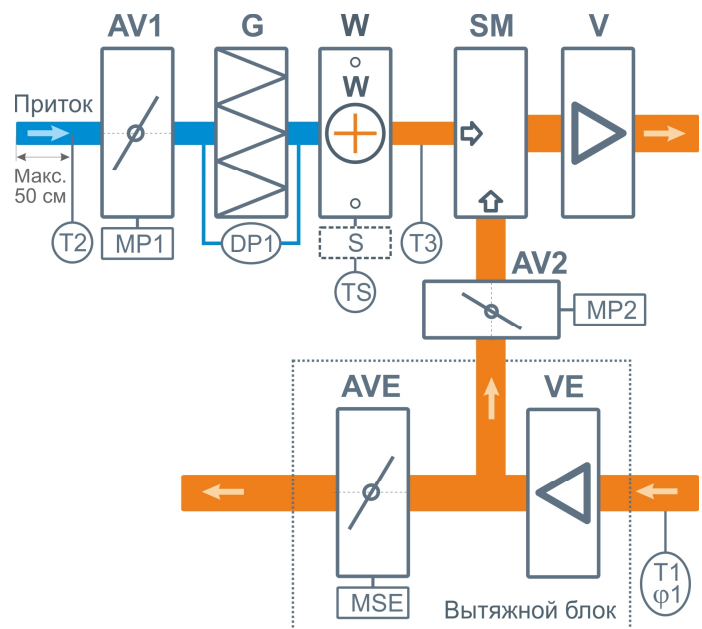 AV1 G W SM V
W
Приток
Макс.
50 см
T2 MP1 DP1 S T3
TS
AV2
MP2
AVE VE
T1
φ1
MSE
Вытяжной блок